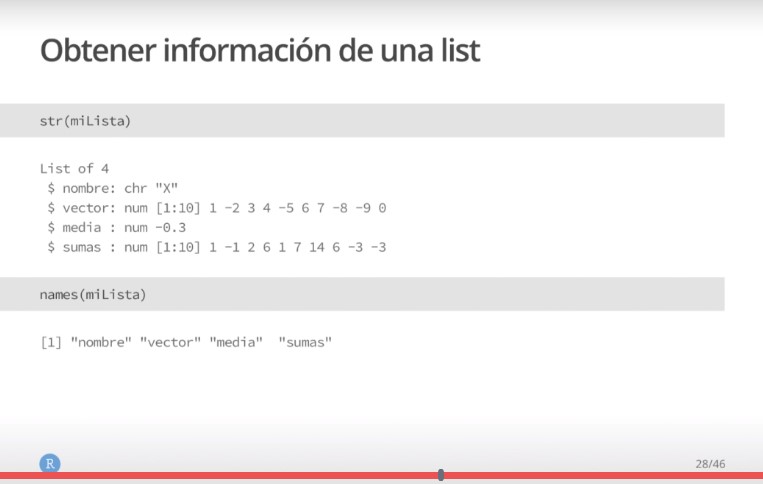 Obtener información de una list
str(miLista)
List of 4
 $ nombre: chr "X"
 $ vector: num [1:10] 1 -2 3 4 -5 6 7 -8 -9 0
 $ media : num -0.3
 $ sumas : num [1:10] 1 -1 2 6 1 7 14 6 -3 -3
names(miLista)
[1] "nombre" "vector" "media"  "sumas"
R
28/46